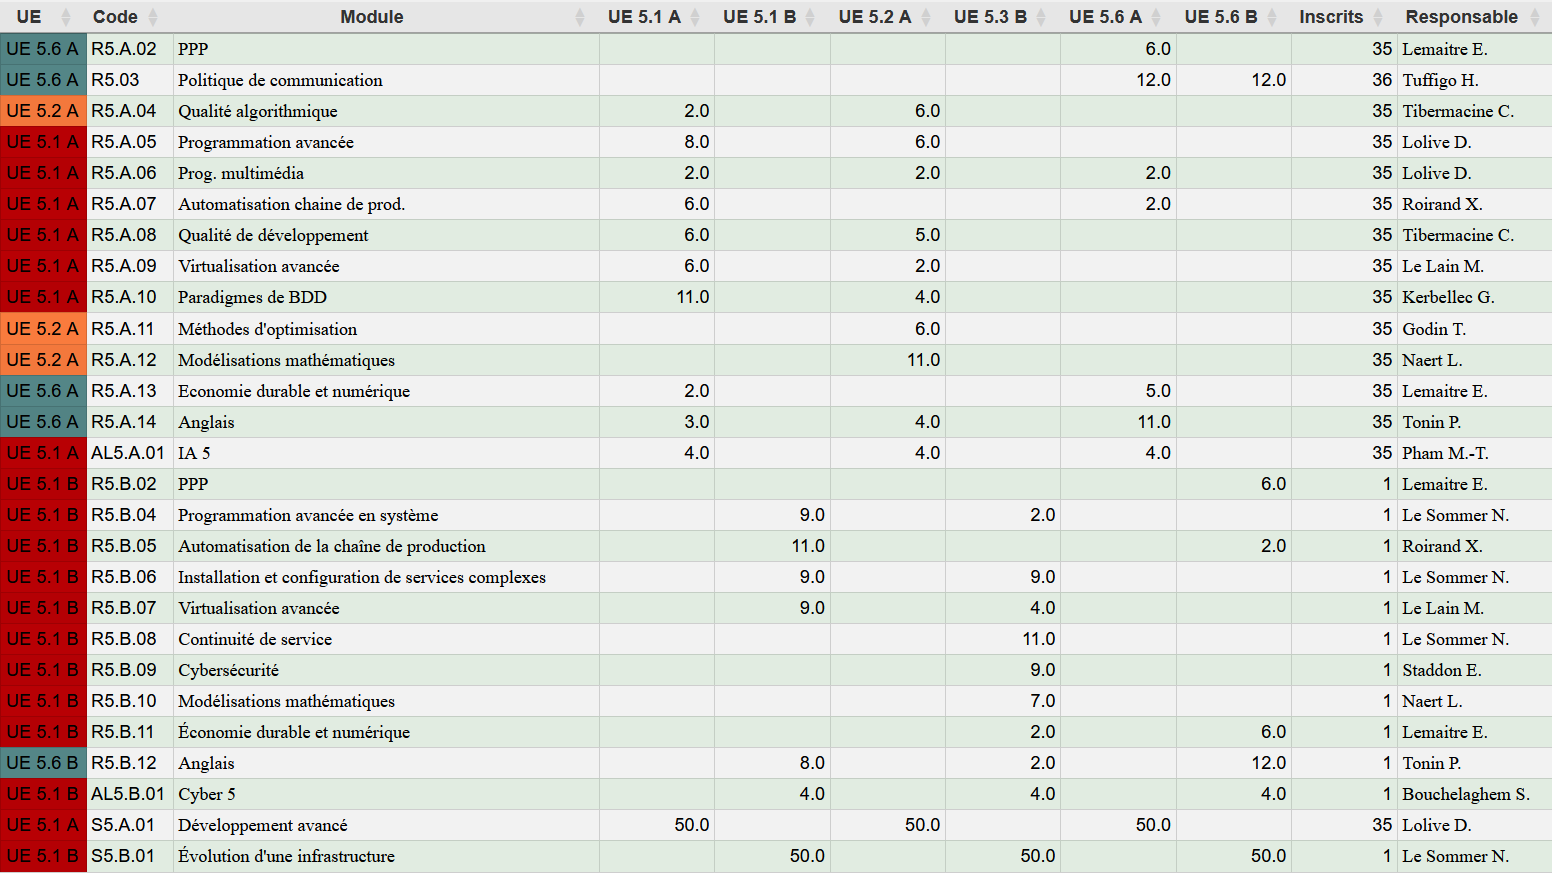 UE Code Module UE 5.1 A UE 5.1 B UE 5.2 A UE 5.3 B UE 5.6 A UE 5.6 B Inscrits Responsable
UE 5.6 A R5.A.02 PPP 6.0 35 Lemaitre E.
UE 5.6 A R5.03 Politique de communication 12.0 12.0 36 Tuffigo H.
UE 5.2 A R5.A.04 Qualité algorithmique 2.0 6.0 35 Tibermacine C.
UE 5.1 A R5.A.05 Programmation avancée 8.0 6.0 35 Lolive D.
UE 5.1 A R5.A.06 Prog. multimédia 2.0 2.0 2.0 35 Lolive D.
UE 5.1 A R5.A.07 Automatisation chaine de prod. 6.0 2.0 35 Roirand X.
UE 5.1 A R5.A.08 Qualité de développement 6.0 5.0 35 Tibermacine C.
UE 5.1 A R5.A.09 Virtualisation avancée 6.0 2.0 35 Le Lain M.
UE 5.1 A R5.A.10 Paradigmes de BDD 11.0 4.0 35 Kerbellec G.
UE 5.2 A R5.A.11 Méthodes d'optimisation 6.0 35 Godin T.
UE 5.2 A R5.A.12 Modélisations mathématiques 11.0 35 Naert L.
UE 5.6 A R5.A.13 Economie durable et numérique 2.0 5.0 35 Lemaitre E.
UE 5.6 A R5.A.14 Anglais 3.0 4.0 11.0 35 Tonin P.
UE 5.1 A AL5.A.01 IA 5 4.0 4.0 4.0 35 Pham M.-T.
UE 5.1 B R5.B.02 PPP 6.0 1 Lemaitre E.
UE 5.1 B R5.B.04 Programmation avancée en système 9.0 2.0 1 Le Sommer N.
UE 5.1 B R5.B.05 Automatisation de la chaîne de production 11.0 2.0 1 Roirand X.
UE 5.1 B R5.B.06 Installation et configuration de services complexes 9.0 9.0 1 Le Sommer N.
UE 5.1 B R5.B.07 Virtualisation avancée 9.0 4.0 1 Le Lain M.
UE 5.1 B R5.B.08 Continuité de service 11.0 1 Le Sommer N.
UE 5.1 B R5.B.09 Cybersécurité 9.0 1 Staddon E.
UE 5.1 B R5.B.10 Modélisations mathématiques 7.0 1 Naert L.
UE 5.1 B R5.B.11 Économie durable et numérique 2.0 6.0 1 Lemaitre E.
UE 5.6 B R5.B.12 Anglais 8.0 2.0 12.0 1 Tonin P.
UE 5.1 B AL5.B.01 Cyber 5 4.0 4.0 4.0 1 Bouchelaghem S.
UE 5.1 A S5.A.01 Développement avancé 50.0 50.0 50.0 35 Lolive D.
UE 5.1 B S5.B.01 Évolution d'une infrastructure 50.0 50.0 50.0 1 Le Sommer N.